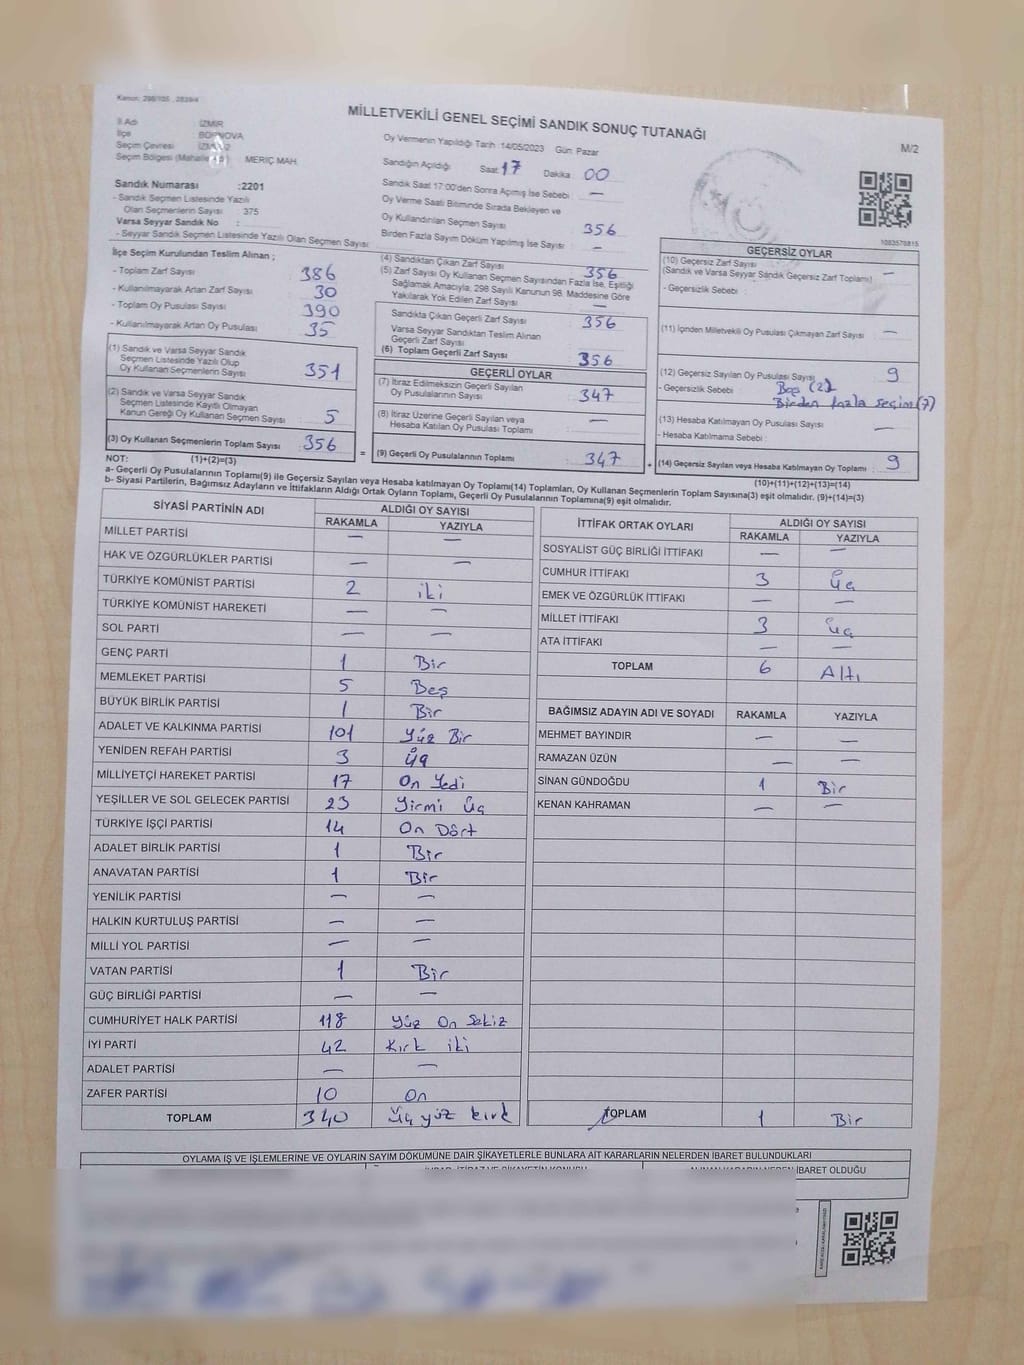 Kanun: 298/105 , 2839/4
MİLLETVEKİLİ GENEL SEÇİMİ SANDIK SONUÇ TUTANAĞI
M/2
İl Adı : İZMİR
İlçe : BORNOVA
Seçim Çevresi : İZMİR 2
Seçim Bölgesi MERİÇ MAH.
Sandık Numarası :2201
- Sandık Seçmen Listesinde Yazılı
Olan Seçmenlerin Sayısı : 375
Varsa Seyyar Sandık No :
- Seyyar Sandık Seçmen Listesinde Yazılı Olan Seçmen Sayısı
Oy Vermenin Yapıldığı Tarih :14/05/2023 Gün: Pazar
Sandığın Açıldığı Saat 17 Dakika 00
Sandık Saat 17:00'den Sonra Açılmış İse Sebebi —
Oy Verme Saati Bitiminde Sırada Bekleyen ve
Oy Kullandırılan Seçmen Sayısı 356
Birden Fazla Sayım Döküm Yapılmış İse Sayısı —
1083570815
İlçe Seçim Kurulundan Teslim Alınan ;
- Toplam Zarf Sayısı : 386
- Kullanılmayarak Artan Zarf Sayısı : 30
- Toplam Oy Pusulası Sayısı : 390
- Kullanılmayarak Artan Oy Pusulası : 35
(1) Sandık ve Varsa Seyyar Sandık
Seçmen Listesinde Yazılı Olup
Oy Kullanan Seçmenlerin Sayısı : 351
(2) Sandık ve Varsa Seyyar Sandık
Seçmen Listesinde Kayıtlı Olmayan
Kanun Gereği Oy Kullanan Seçmen Sayısı : 5
(3) Oy Kullanan Seçmenlerin Toplam Sayısı : 356
(4) Sandıktan Çıkan Zarf Sayısı : 356
(5) Zarf Sayısı Oy Kullanan Seçmen Sayısından Fazla İse, Eşitliği
Sağlamak Amacıyla, 298 Sayılı Kanunun 98. Maddesine Göre
Yakılarak Yok Edilen Zarf Sayısı : —
Sandıkta Çıkan Geçerli Zarf Sayısı : 356
Varsa Seyyar Sandıktan Teslim Alınan
Geçerli Zarf Sayısı
(6) Toplam Geçerli Zarf Sayısı : 356
GEÇERLİ OYLAR
(7) İtiraz Edilmeksizin Geçerli Sayılan
Oy Pusulalarının Sayısı : 347
(8) İtiraz Üzerine Geçerli Sayılan veya
Hesaba Katılan Oy Pusulası Toplamı : —
= (9) Geçerli Oy Pusulalarının Toplamı : 347
GEÇERSİZ OYLAR
(10) Geçersiz Zarf Sayısı : —
(Sandık ve Varsa Seyyar Sandık Geçersiz Zarf Toplamı)
- Geçersizlik Sebebi :
(11) İçinden Milletvekili Oy Pusulası Çıkmayan Zarf Sayısı : —
(12) Geçersiz Sayılan Oy Pusulası Sayısı : 9
- Geçersizlik Sebebi : Boş (2)
Birden fazla seçim (7)
(13) Hesaba Katılmayan Oy Pusulası Sayısı : —
- Hesaba Katılmama Sebebi :
+ (14) Geçersiz Sayılan veya Hesaba Katılmayan Oy Toplamı : 9
NOT: (1)+(2)=(3)
(10)+(11)+(12)+(13)=(14)
a- Geçerli Oy Pusulalarının Toplamı(9) ile Geçersiz Sayılan veya Hesaba katılmayan Oy Toplamı(14) Toplamları, Oy Kullanan Seçmenlerin Toplam Sayısına(3) eşit olmalıdır. (9)+(14)=(3)
b- Siyasi Partilerin, Bağımsız Adayların ve İttifakların Aldığı Ortak Oyların Toplamı, Geçerli Oy Pusulalarının Toplamına(9) eşit olmalıdır.
SİYASİ PARTİNİN ADI ALDIĞI OY SAYISI
RAKAMLA YAZIYLA
MİLLET PARTİSİ — —
HAK VE ÖZGÜRLÜKLER PARTİSİ — —
TÜRKİYE KOMÜNİST PARTİSİ 2 iki
TÜRKİYE KOMÜNİST HAREKETİ — —
SOL PARTİ — —
GENÇ PARTİ 1 Bir
MEMLEKET PARTİSİ 5 Beş
BÜYÜK BİRLİK PARTİSİ 1 Bir
ADALET VE KALKINMA PARTİSİ 101 Yüz Bir
YENİDEN REFAH PARTİSİ 3 Üç
MİLLİYETÇİ HAREKET PARTİSİ 17 On Yedi
YEŞİLLER VE SOL GELECEK PARTİSİ 23 Yirmi Üç
TÜRKİYE İŞÇİ PARTİSİ 14 On Dört
ADALET BİRLİK PARTİSİ 1 Bir
ANAVATAN PARTİSİ 1 Bir
YENİLİK PARTİSİ — —
HALKIN KURTULUŞ PARTİSİ — —
MİLLİ YOL PARTİSİ — —
VATAN PARTİSİ 1 Bir
GÜÇ BİRLİĞİ PARTİSİ — —
CUMHURİYET HALK PARTİSİ 118 Yüz On Sekiz
İYİ PARTİ 42 Kırk iki
ADALET PARTİSİ — —
ZAFER PARTİSİ 10 On
TOPLAM 340 Üç yüz kırk
İTTİFAK ORTAK OYLARI ALDIĞI OY SAYISI
RAKAMLA YAZIYLA
SOSYALİST GÜÇ BİRLİĞİ İTTİFAKI — —
CUMHUR İTTİFAKI 3 Üç
EMEK VE ÖZGÜRLÜK İTTİFAKI — —
MİLLET İTTİFAKI 3 Üç
ATA İTTİFAKI — —
TOPLAM 6 Altı
BAĞIMSIZ ADAYIN ADI VE SOYADI RAKAMLA YAZIYLA
MEHMET BAYINDIR — —
RAMAZAN ÜZÜN — —
SİNAN GÜNDOĞDU 1 Bir
KENAN KAHRAMAN — —
TOPLAM 1 Bir
OYLAMA İŞ VE İŞLEMLERİNE VE OYLARIN SAYIM DÖKÜMÜNE DAİR ŞİKAYETLERLE BUNLARA AİT KARARLARIN NELERDEN İBARET BULUNDUKLARI
İBARET OLDUĞU